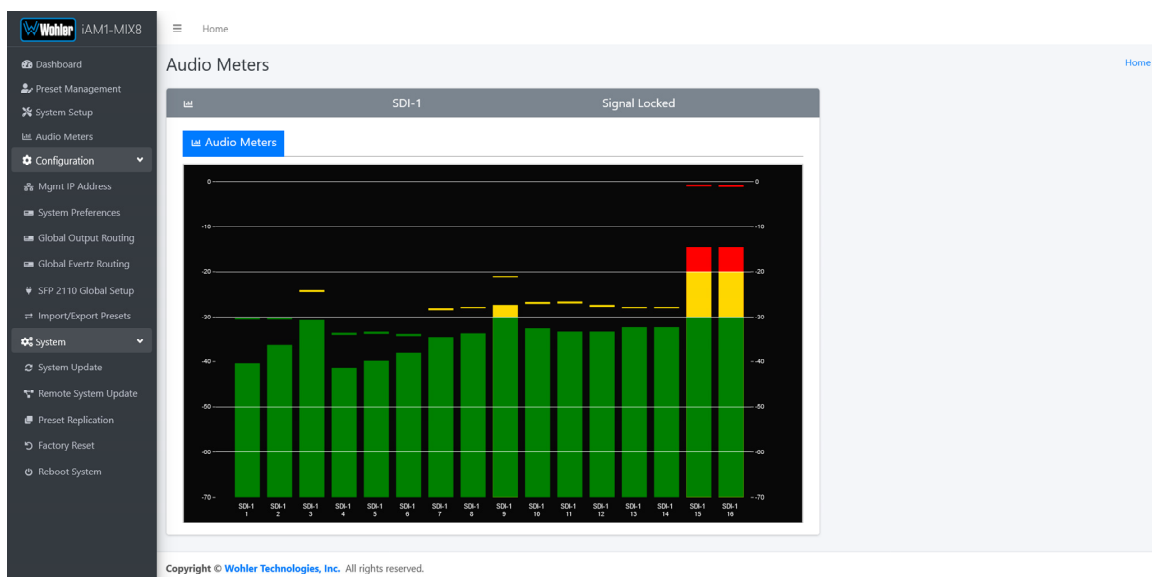 Wohler iAM1-MIX8
Home
Dashboard
Preset Management
System Setup
Audio Meters
Configuration
Mgmt IP Address
System Preferences
Global Output Routing
Global Evertz Routing
SFP 2110 Global Setup
Import/Export Presets
System
System Update
Remote System Update
Preset Replication
Factory Reset
Reboot System
Audio Meters
Home
SDI-1 Signal Locked
Audio Meters
0 0
-10 -10
-20 -20
-30 -30
-40 -40
-50 -50
-60 -60
-70 -70
SDI-1 SDI-1 SDI-1 SDI-1 SDI-1 SDI-1 SDI-1 SDI-1 SDI-1 SDI-1 SDI-1 SDI-1 SDI-1 SDI-1 SDI-1 SDI-1
1 2 3 4 5 6 7 8 9 10 11 12 13 14 15 16
Copyright © Wohler Technologies, Inc. All rights reserved.